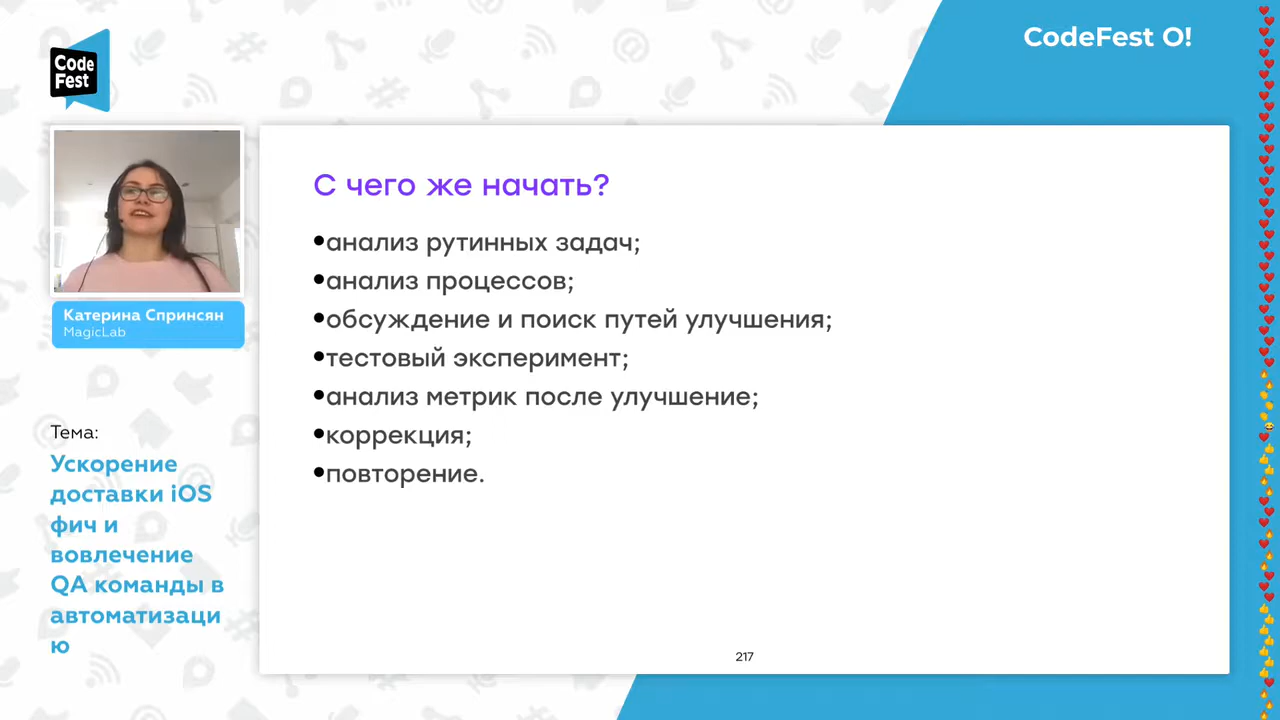 Code
Fest
CodeFest O!
Катерина Спринсян
MagicLab
Тема:
Ускорение
доставки iOS
фич и
вовлечение
QA команды в
автоматизаци
ю
С чего же начать?
•анализ рутинных задач;
•анализ процессов;
•обсуждение и поиск путей улучшения;
•тестовый эксперимент;
•анализ метрик после улучшение;
•коррекция;
•повторение.
217